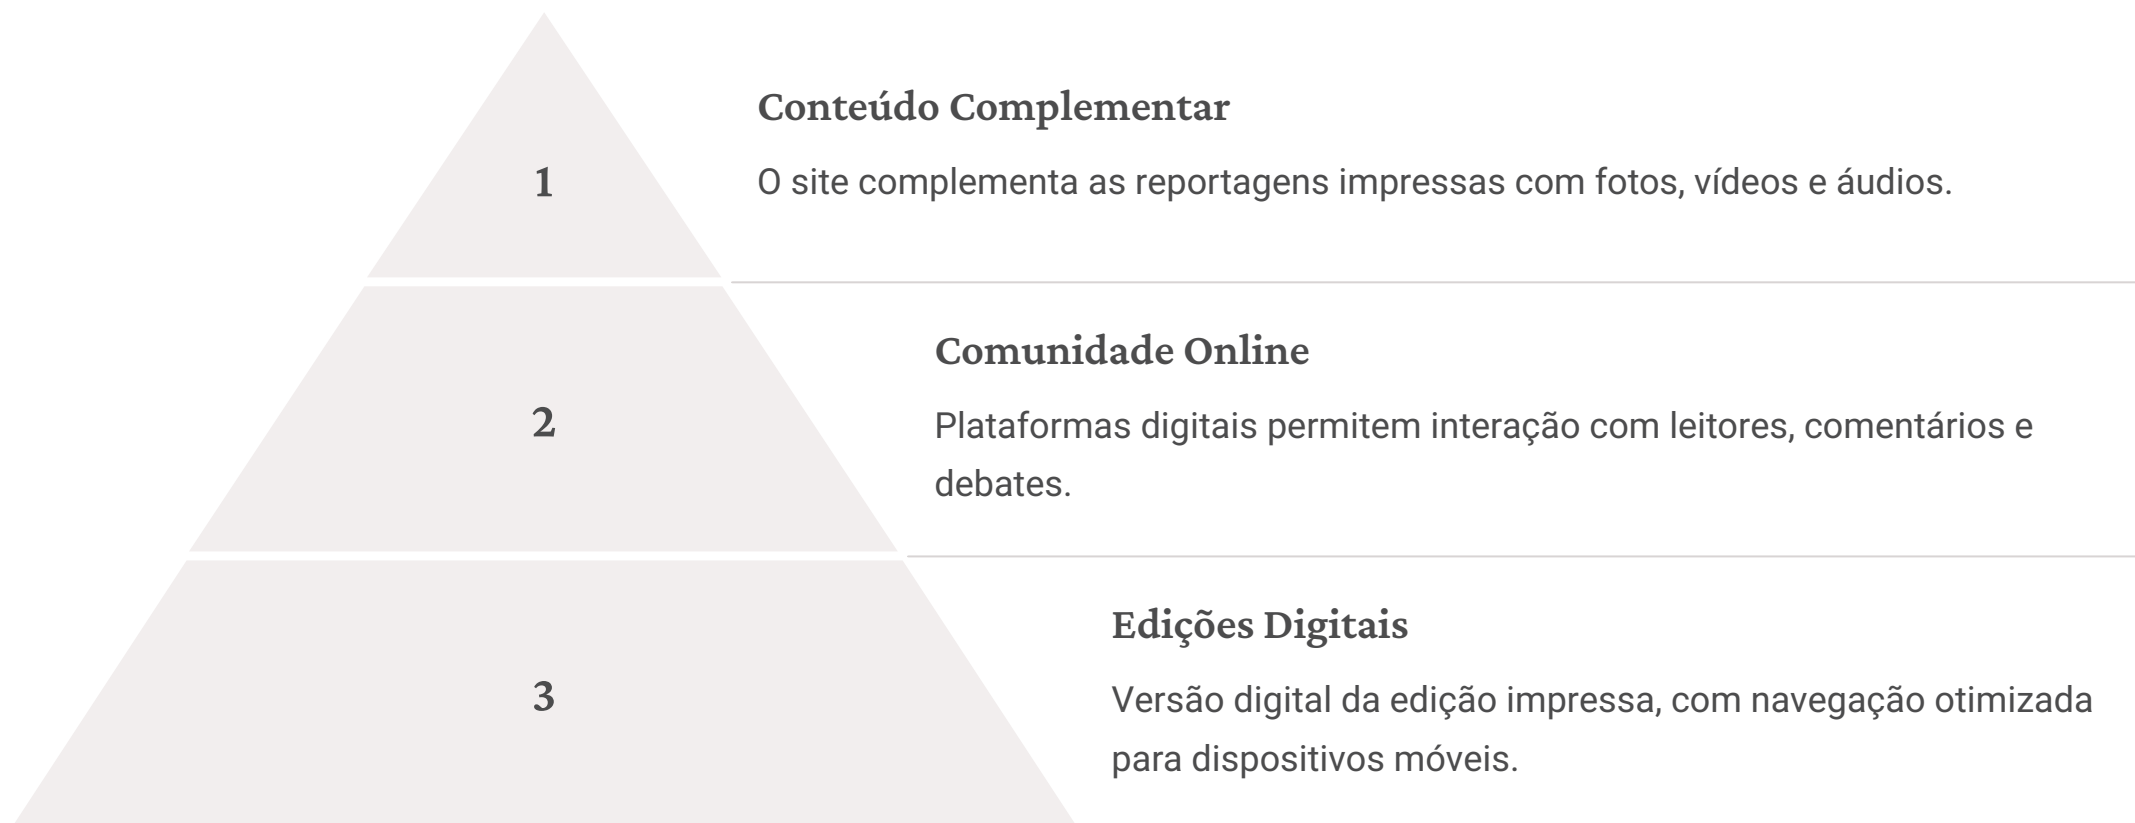 Conteúdo Complementar
1
O site complementa as reportagens impressas com fotos, vídeos e áudios.
Comunidade Online
2
Plataformas digitais permitem interação com leitores, comentários e
debates.
Edições Digitais
3
Versão digital da edição impressa, com navegação otimizada
para dispositivos móveis.